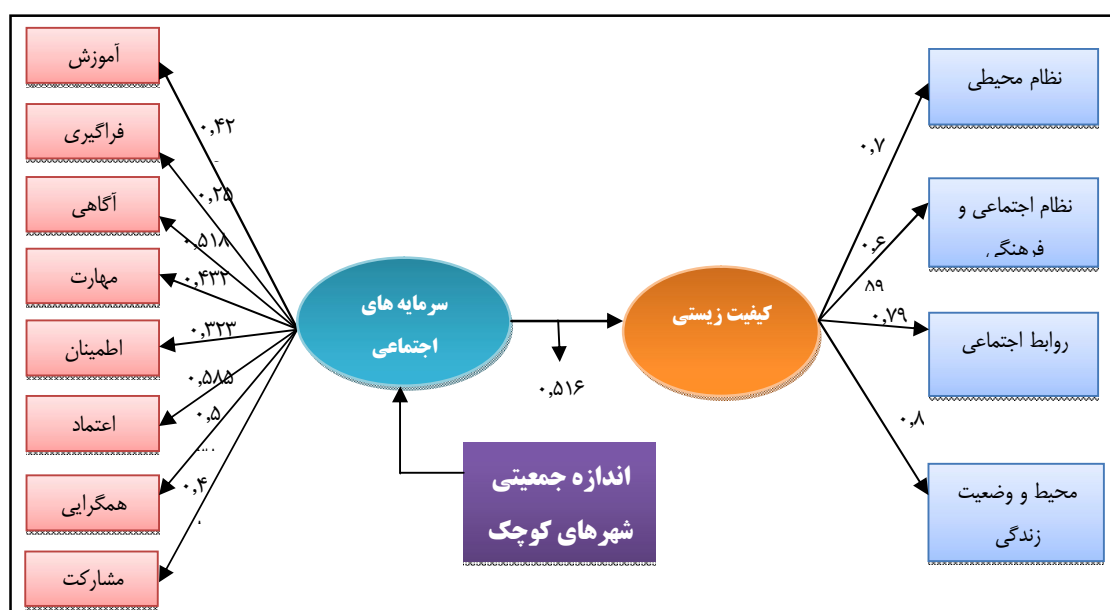 آموزش
فراگیری
آگاهی
مهارت
اطمینان
اعتماد
همگرایی
مشارکت
۰,۴۲
۰,۲۵
۰,۵۱۸
۰,۴۳۲
۰,۳۲۳
۰,۵۸۵
۰,۵
۰,۴
سرمایه های
اجتماعی
۰,۵۱۶
اندازه جمعیتی
شهرهای کوچک
کیفیت زیستی
۰,۷
۰,۶
۵۹
۰,۷۹
۰,۸
نظام محیطی
نظام اجتماعی و
فرهنگی
روابط اجتماعی
محیط و وضعیت
زندگی